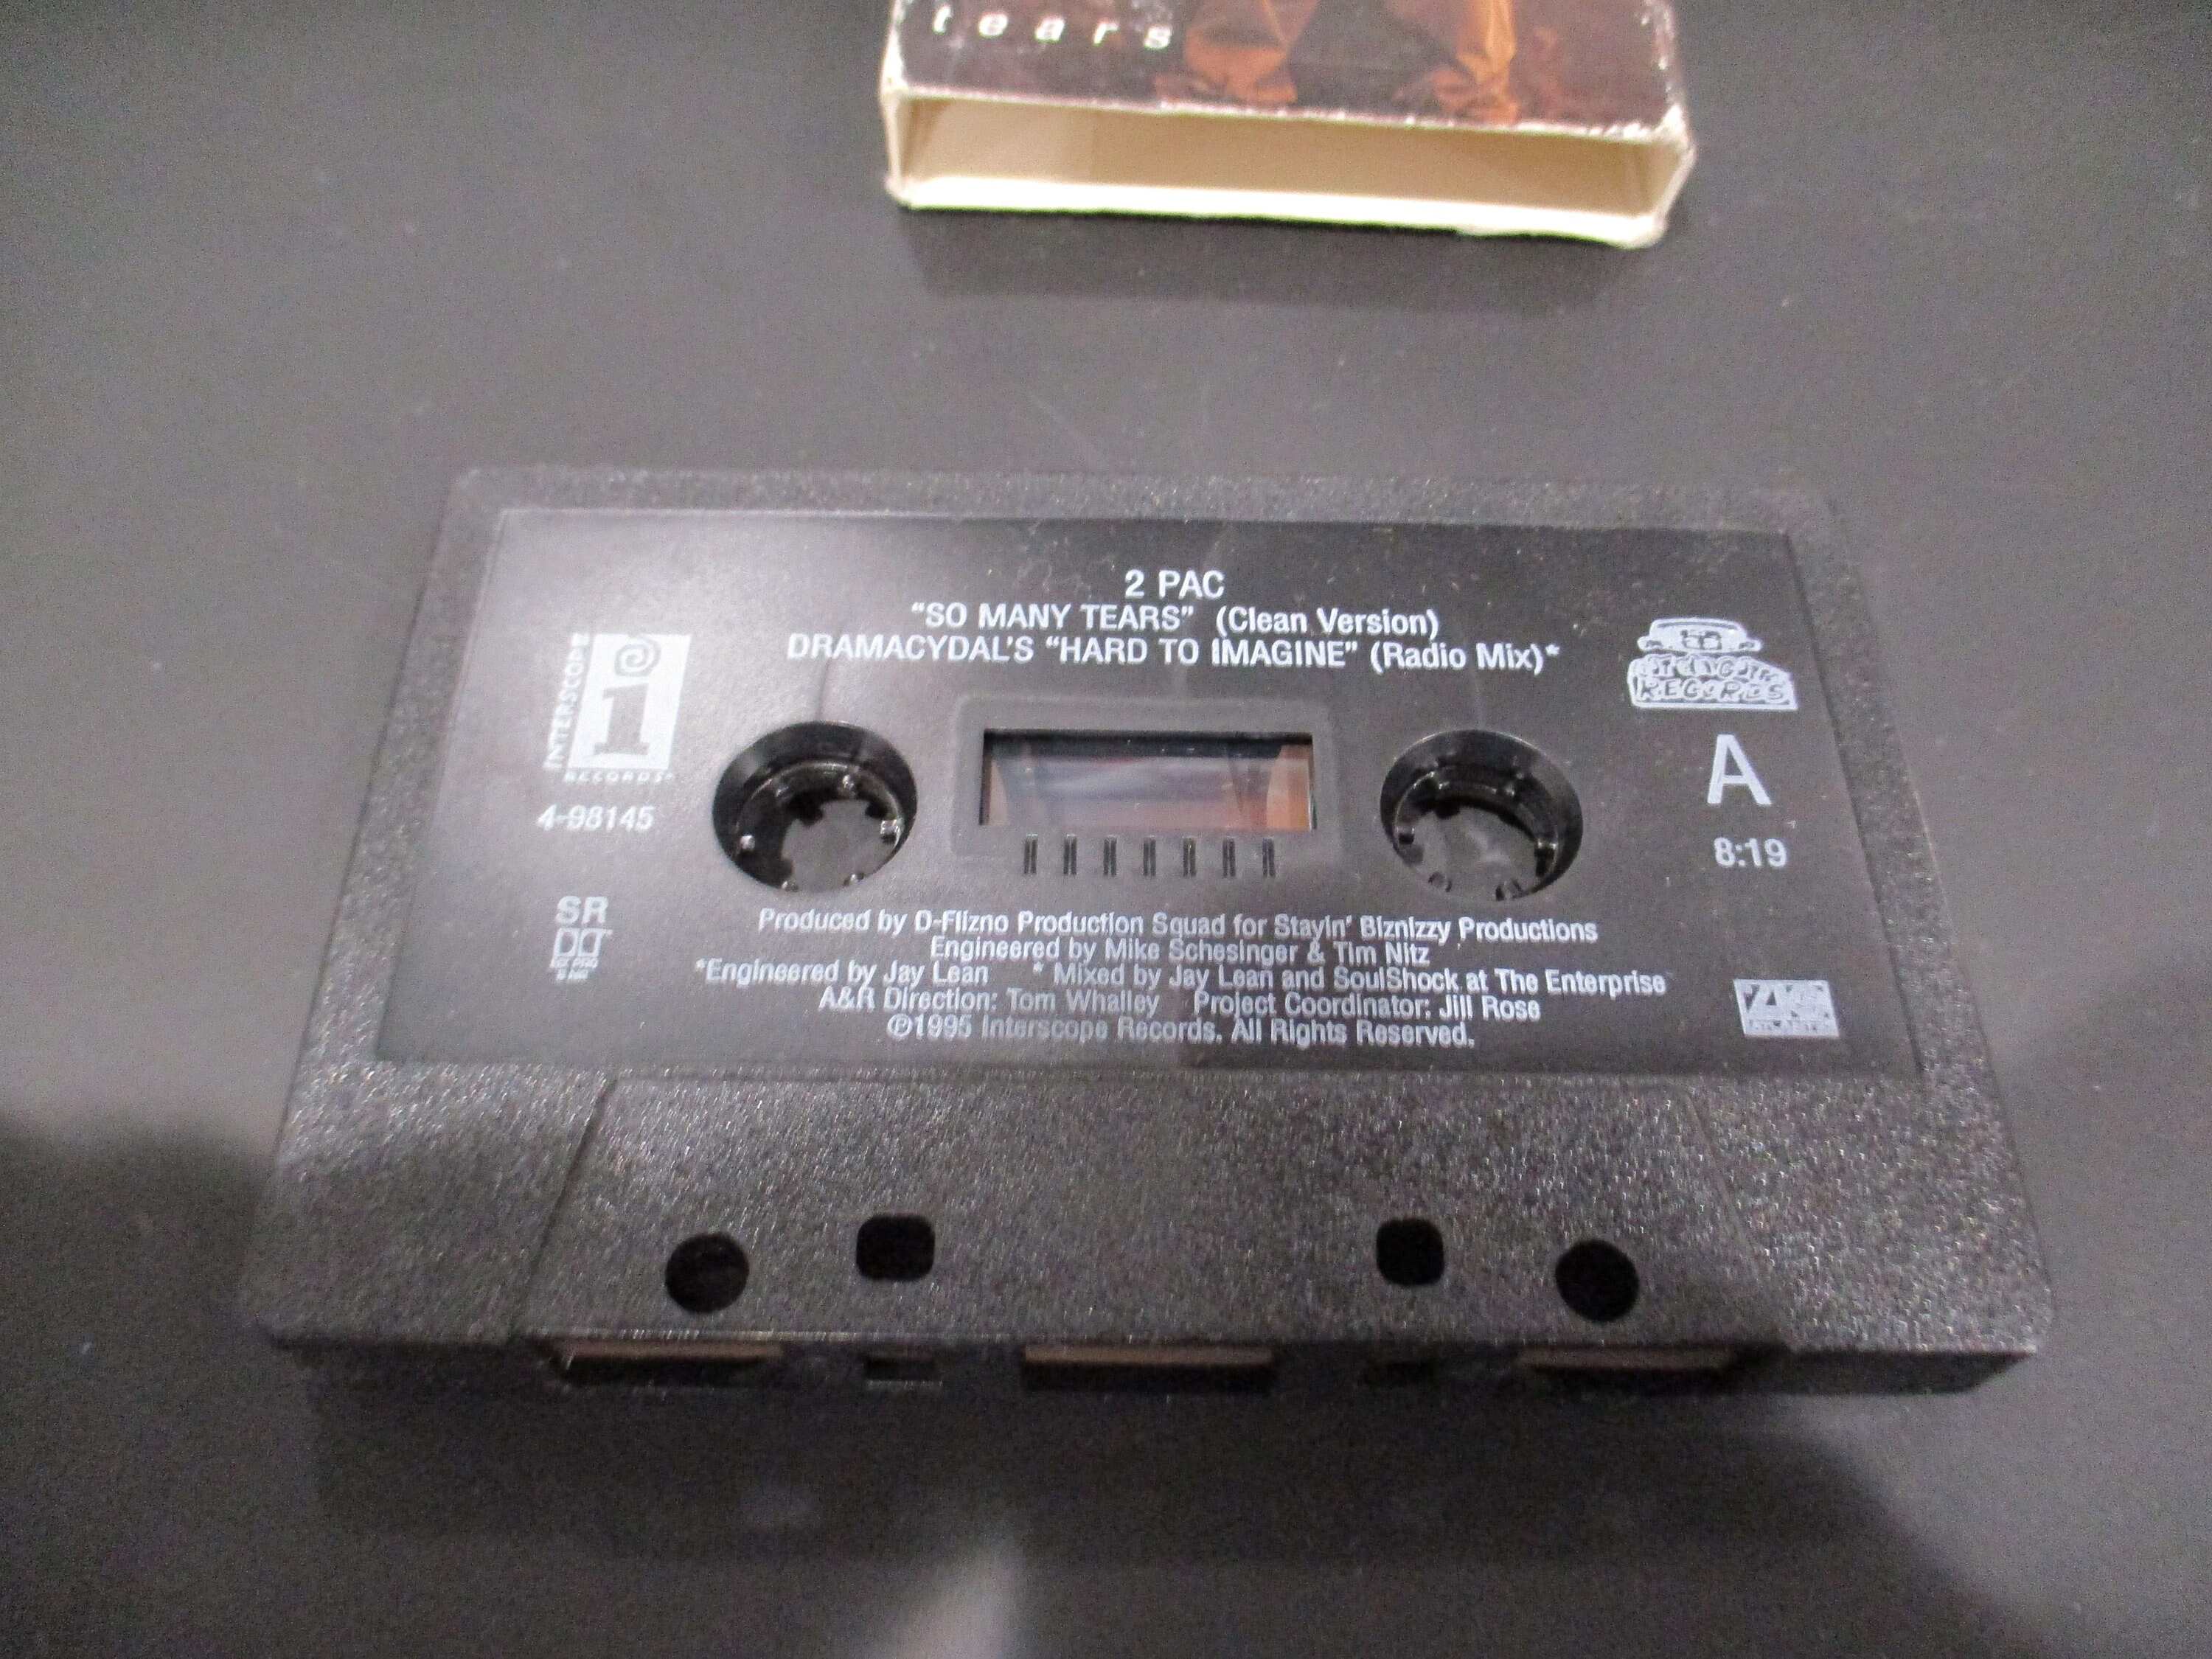 tears
2 PAC
"SO MANY TEARS" (Clean Version)
DRAMACYDAL'S "HARD TO IMAGINE" (Radio Mix)*
INTERSCOPE
i
RECORDS
RECORDS
A
4-98145
8:19
SR
Produced by D-Flizno Production Squad for Stayin' Biznizzy Productions
Engineered by Mike Schesinger & Tim Nitz
*Engineered by Jay Lean * Mixed by Jay Lean and SoulShock at The Enterprise
A&R Direction: Tom Whalley Project Coordinator: Jill Rose
℗1995 Interscope Records. All Rights Reserved.